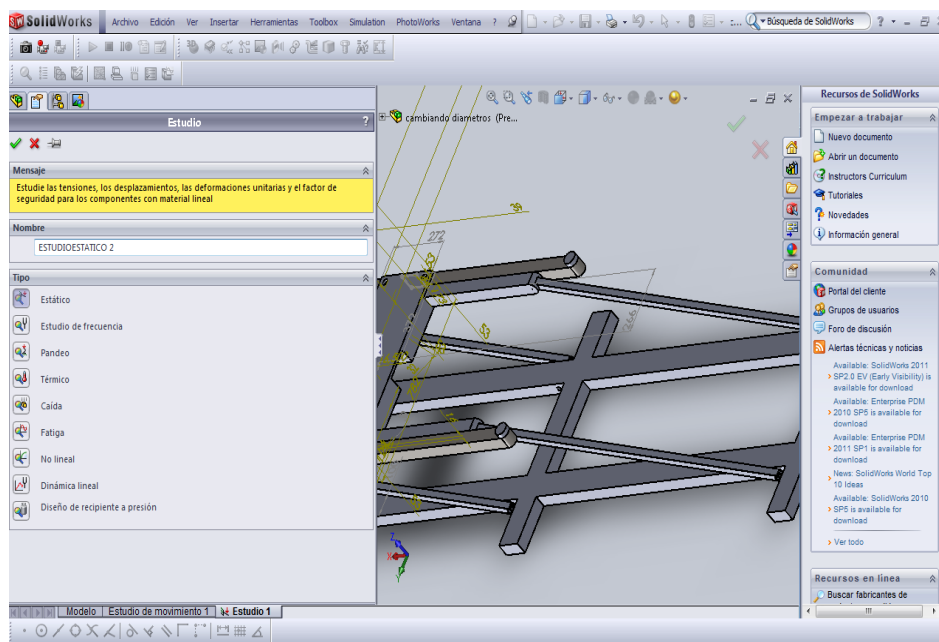 SolidWorks Archivo Edición Ver Insertar Herramientas Toolbox Simulation PhotoWorks Ventana ? Búsqueda de SolidWorks ?
Estudio ?
Mensaje
Estudie las tensiones, los desplazamientos, las deformaciones unitarias y el factor de
seguridad para los componentes con material lineal
Nombre
ESTUDIOESTATICO 2
Tipo
Estático
Estudio de frecuencia
Pandeo
Térmico
Caída
Fatiga
No lineal
Dinámica lineal
Diseño de recipiente a presión
cambiando diametros (Pre...
272
Z
X
Y
Recursos de SolidWorks
Empezar a trabajar
Nuevo documento
Abrir un documento
Instructors Curriculum
Tutoriales
Novedades
Información general
Comunidad
Portal del cliente
Grupos de usuarios
Foro de discusión
Alertas técnicas y noticias
Available: SolidWorks 2011
SP2.0 EV (Early Visibility) is
available for download
Available: Enterprise PDM
2010 SP5 is available for
download
Available: Enterprise PDM
2011 SP1 is available for
download
News: SolidWorks World Top
10 Ideas
Available: SolidWorks 2010
SP5 is available for
download
Ver todo
Recursos en línea
Buscar fabricantes de
Modelo Estudio de movimiento 1 Estudio 1